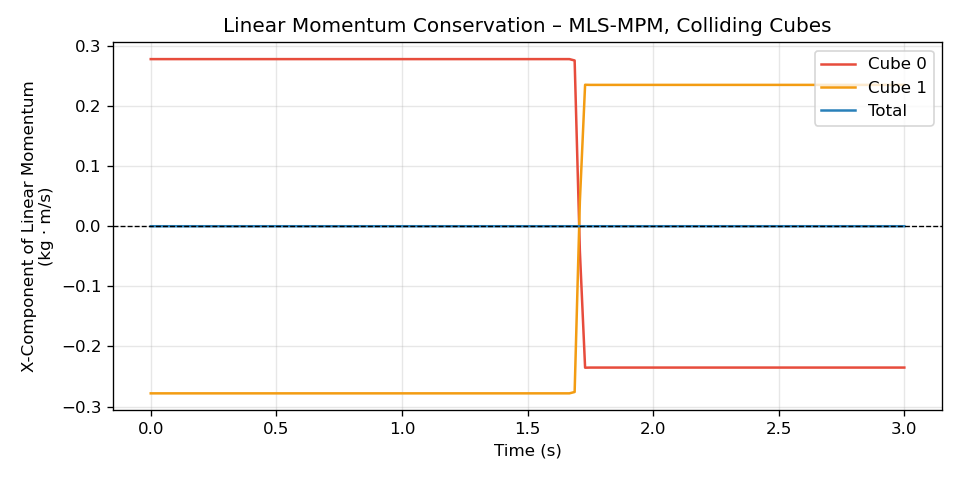 Linear Momentum Conservation – MLS-MPM, Colliding Cubes
X-Component of Linear Momentum
(kg · m/s)
0.3
0.2
0.1
0.0
−0.1
−0.2
−0.3
Cube 0
Cube 1
Total
0.0 0.5 1.0 1.5 2.0 2.5 3.0
Time (s)